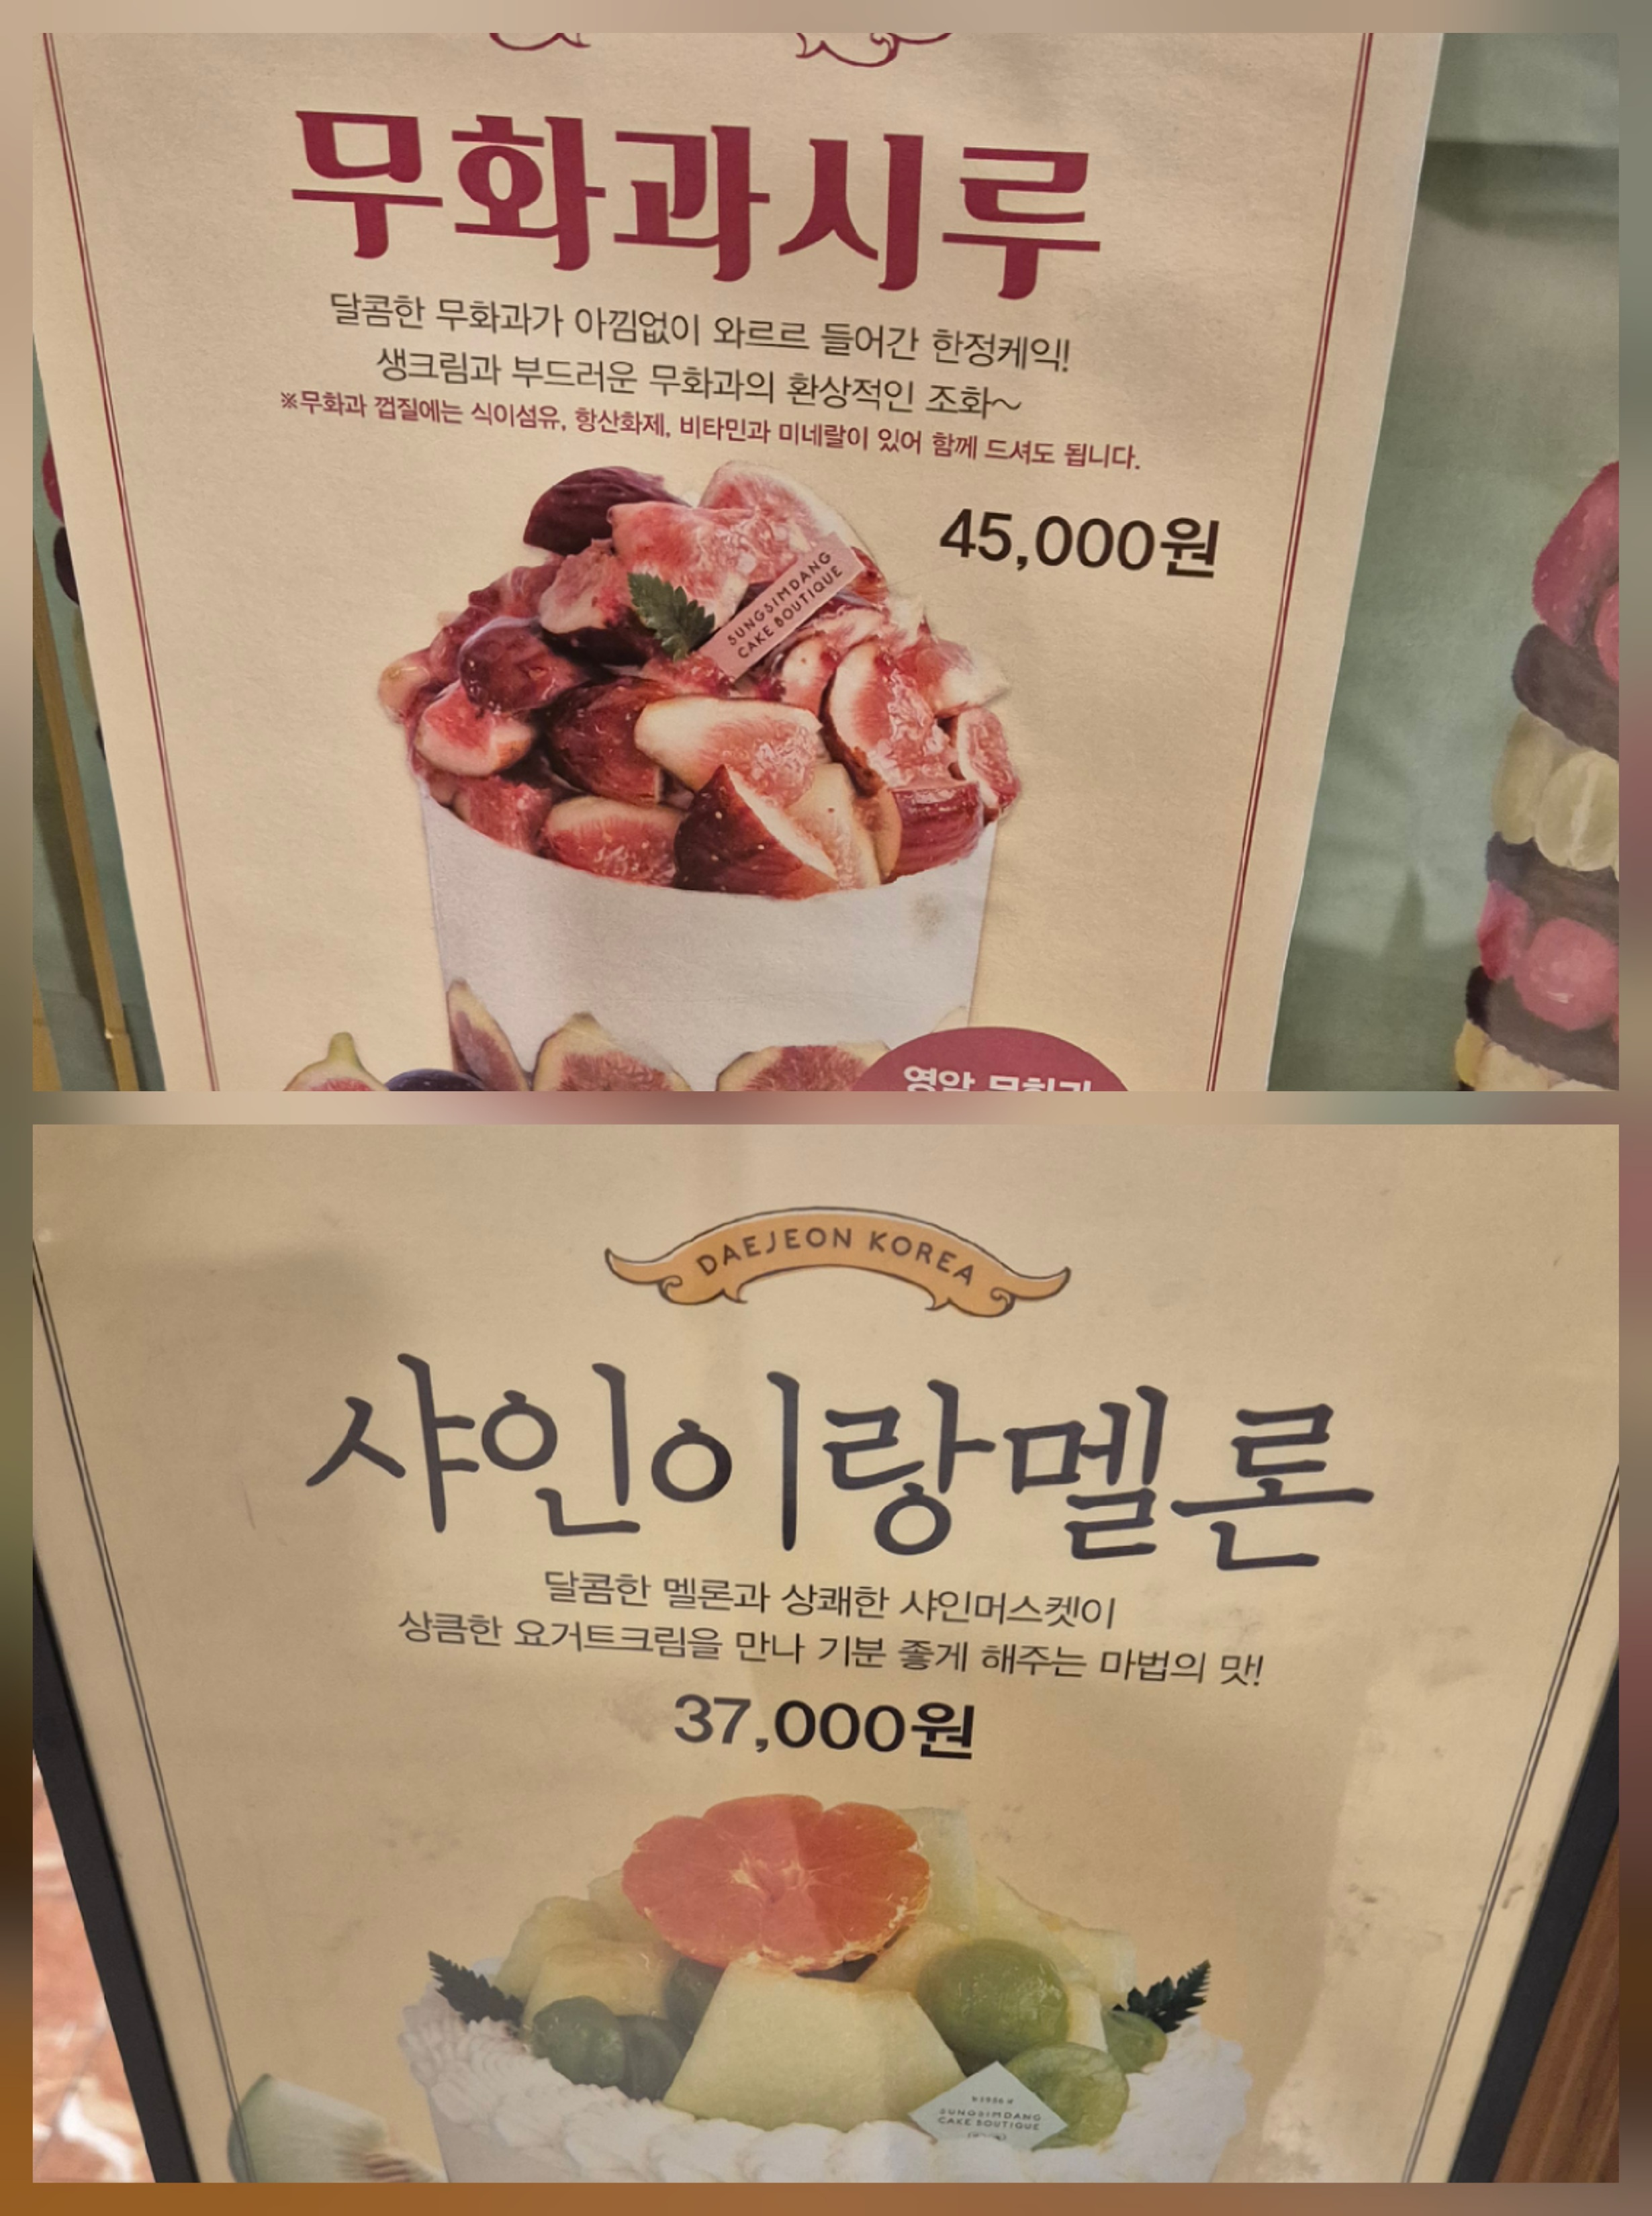 무화과시루
달콤한 무화과가 아낌없이 와르르 들어간 한정케익!
생크림과 부드러운 무화과의 환상적인 조화~
※무화과 껍질에는 식이섬유, 항산화제, 비타민과 미네랄이 있어 함께 드셔도 됩니다.
45,000원
SUNGSIMDANG
CAKE BOUTIQUE
영암 무화과
DAEJEON KOREA
샤인이랑멜론
달콤한 멜론과 상쾌한 샤인머스켓이
상큼한 요거트크림을 만나 기분 좋게 해주는 마법의 맛!
37,000원
SUNGSIMDANG
CAKE BOUTIQUE